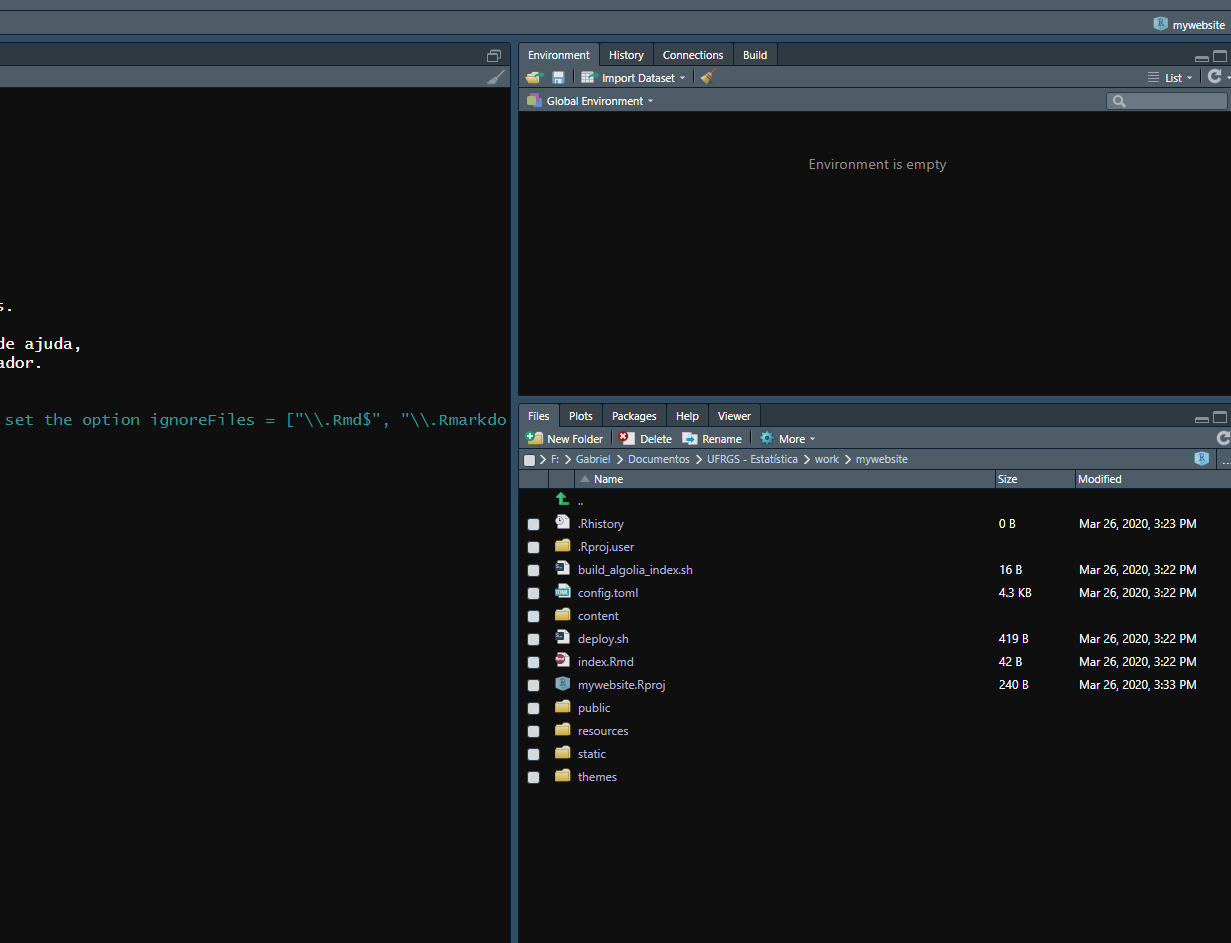 mywebsite
Environment History Connections Build
Import Dataset List
Global Environment
Environment is empty
s.
de ajuda,
ador.
set the option ignoreFiles = ["\\.Rmd$", "\\.Rmarkdo
Files Plots Packages Help Viewer
New Folder Delete Rename More
F: Gabriel Documentos UFRGS - Estatística work mywebsite
Name Size Modified
..
.Rhistory 0 B Mar 26, 2020, 3:23 PM
.Rproj.user
build_algolia_index.sh 16 B Mar 26, 2020, 3:22 PM
config.toml 4.3 KB Mar 26, 2020, 3:22 PM
content
deploy.sh 419 B Mar 26, 2020, 3:22 PM
index.Rmd 42 B Mar 26, 2020, 3:22 PM
mywebsite.Rproj 240 B Mar 26, 2020, 3:33 PM
public
resources
static
themes